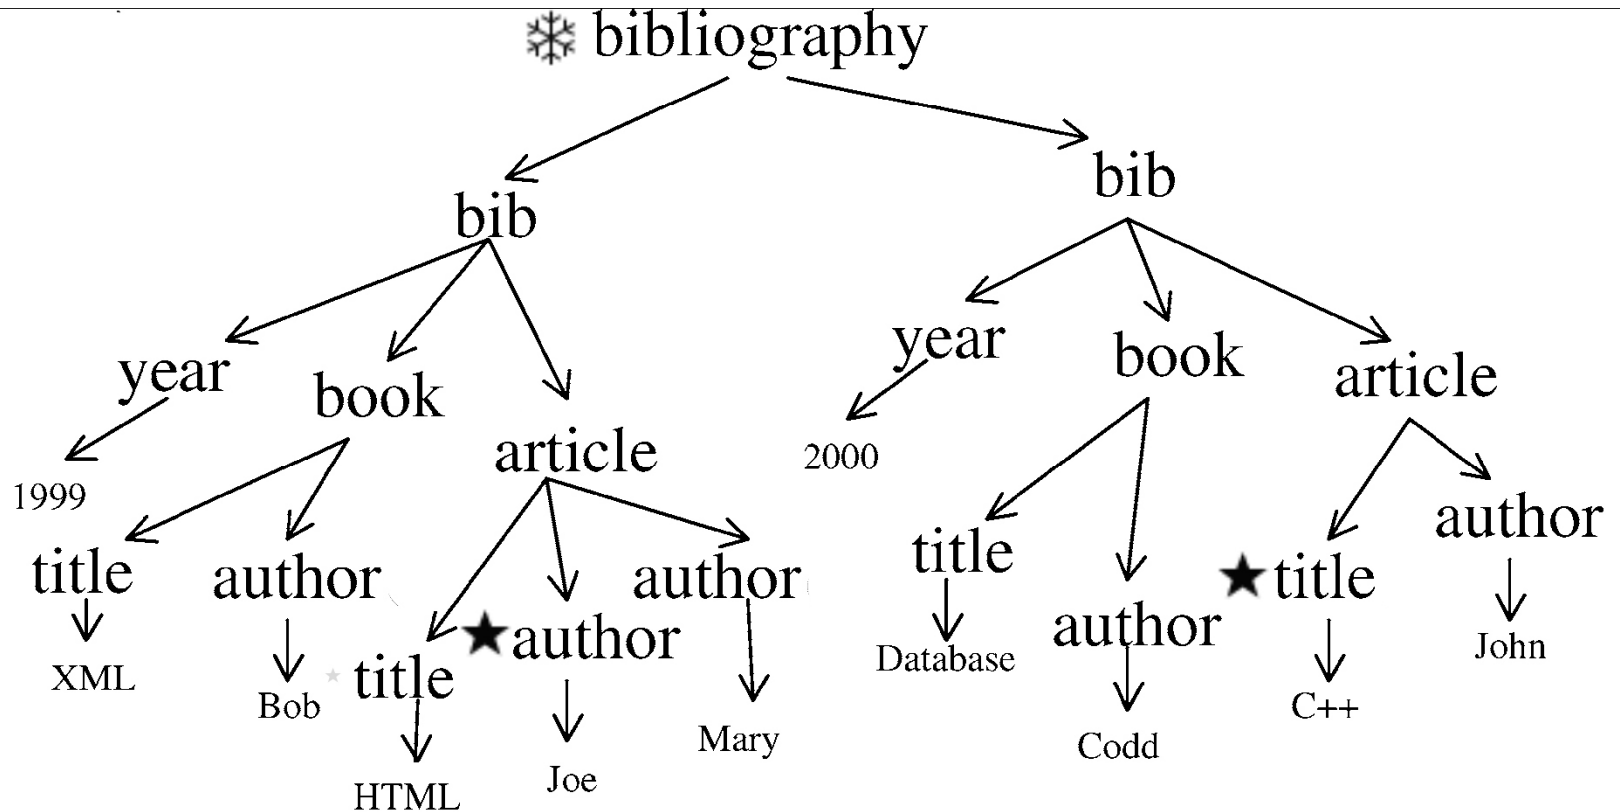 bibliography
bib
bib
year
book
article
year
book
article
1999
2000
title
author
author
title
author
title
author
author
title
XML
Bob
HTML
Joe
Mary
Database
Codd
C++
John